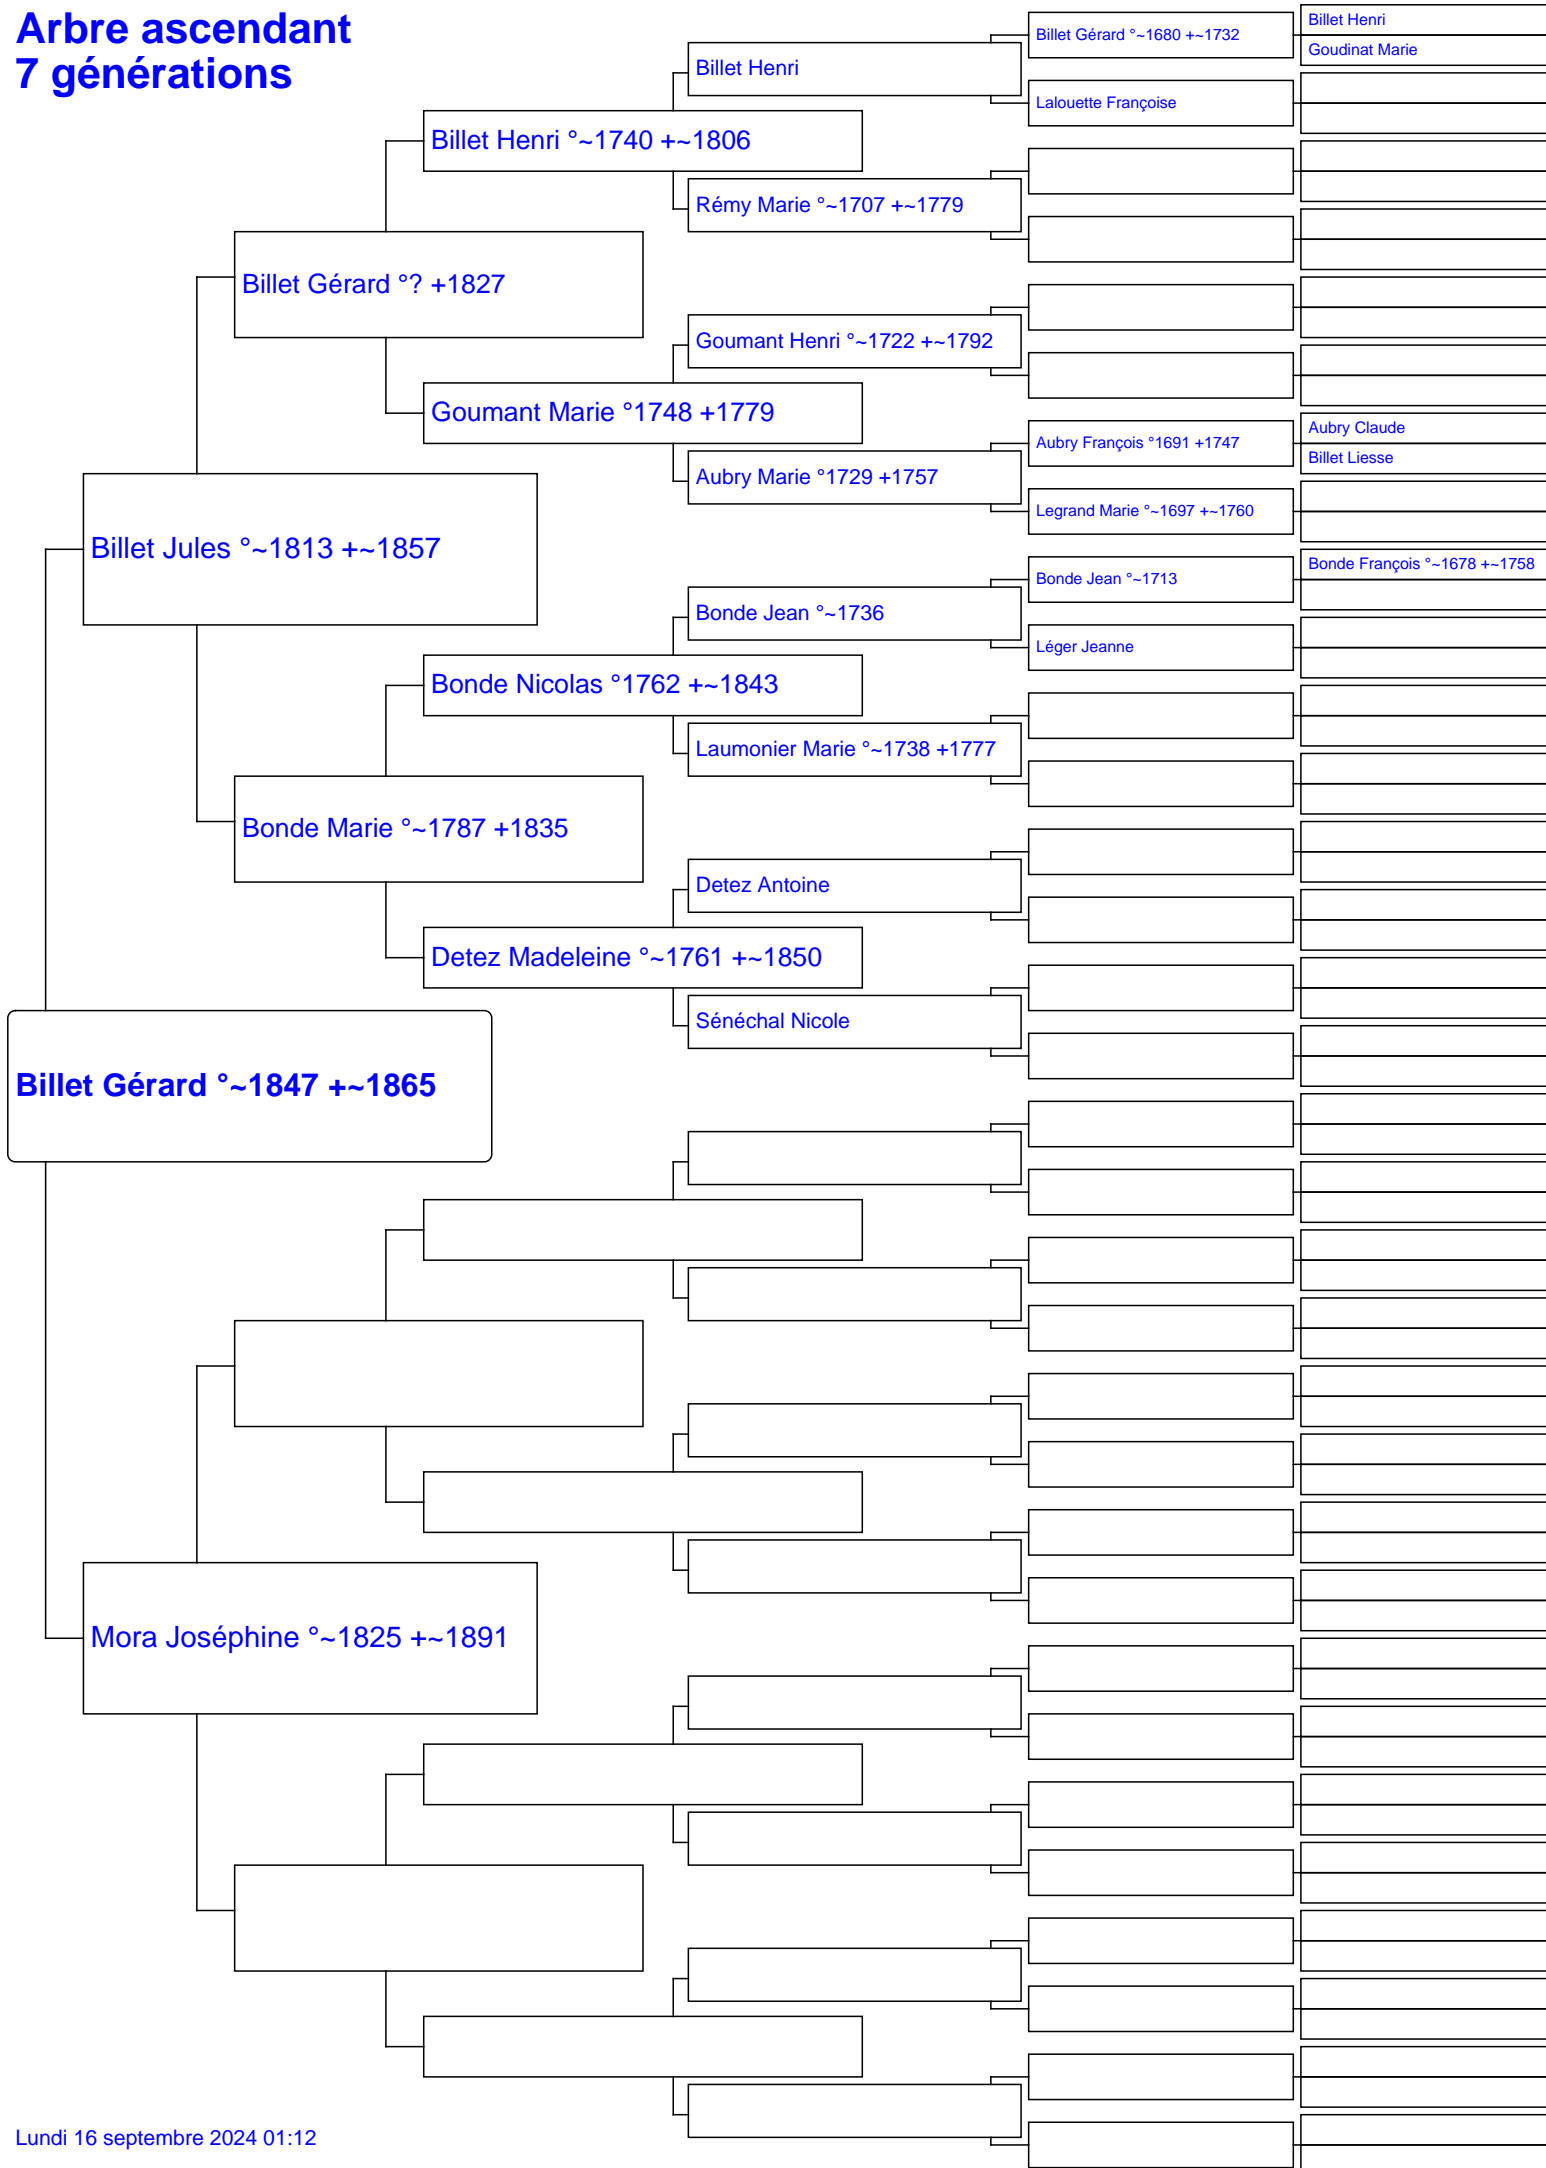 Arbre ascendant
7 générations
Billet Gérard °~1680 +~1732
Billet Henri
Goudinat Marie
Billet Henri
Lalouette Françoise
Billet Henri °~1740 +~1806
Rémy Marie °~1707 +~1779
Billet Gérard °? +1827
Goumant Henri °~1722 +~1792
Goumant Marie °1748 +1779
Aubry François °1691 +1747
Aubry Claude
Billet Liesse
Aubry Marie °1729 +1757
Legrand Marie °~1697 +~1760
Billet Jules °~1813 +~1857
Bonde Jean °~1713
Bonde François °~1678 +~1758
Bonde Jean °~1736
Léger Jeanne
Bonde Nicolas °1762 +~1843
Laumonier Marie °~1738 +1777
Bonde Marie °~1787 +1835
Detez Antoine
Detez Madeleine °~1761 +~1850
Sénéchal Nicole
Billet Gérard °~1847 +~1865
Mora Joséphine °~1825 +~1891
Lundi 16 septembre 2024 01:12